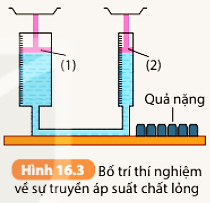 (1)
(2)
Quả nặng
Hình 16.3 Bố trí thí nghiệm
về sự truyền áp suất chất lỏng